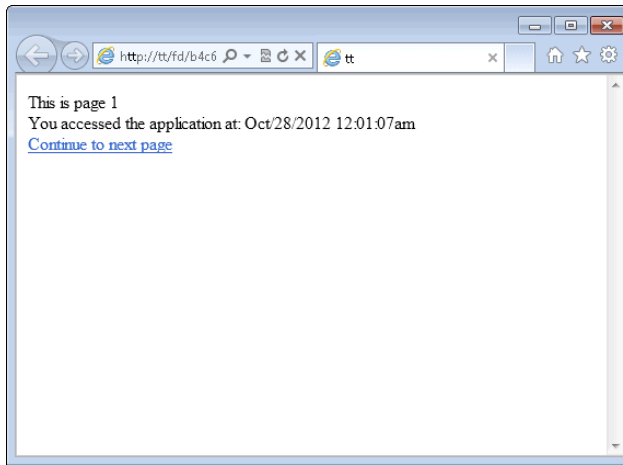 http://tt/fd/b4c6
tt
This is page 1
You accessed the application at: Oct/28/2012 12:01:07am
Continue to next page